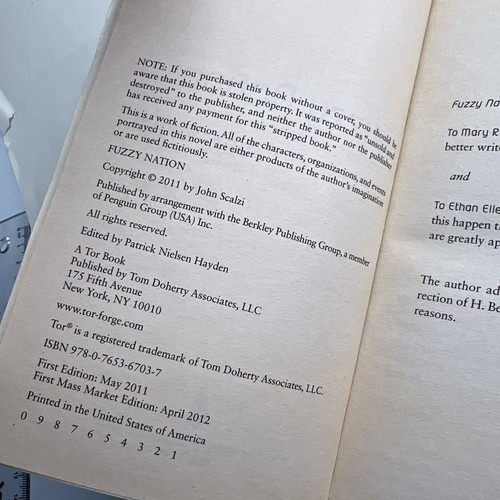 NOTE: If you purchased this book without a cover, you should be
aware that this book is stolen property. It was reported as "unsold and
destroyed" to the publisher, and neither the author nor the publisher
has received any payment for this "stripped book."
This is a work of fiction. All of the characters, organizations, and events
portrayed in this novel are either products of the author's imagination
or are used fictitiously.
FUZZY NATION
Copyright © 2011 by John Scalzi
Published by arrangement with the Berkley Publishing Group, a member
of Penguin Group (USA) Inc.
All rights reserved.
Edited by Patrick Nielsen Hayden
A Tor Book
Published by Tom Doherty Associates, LLC
175 Fifth Avenue
New York, NY 10010
www.tor-forge.com
Tor® is a registered trademark of Tom Doherty Associates, LLC.
ISBN 978-0-7653-6703-7
First Edition: May 2011
First Mass Market Edition: April 2012
Printed in the United States of America
0 9 8 7 6 5 4 3 2 1
Fuzzy
To Mary
better
and
To Ethan
this happen
are greatly
The author
rection of H.
reasons.